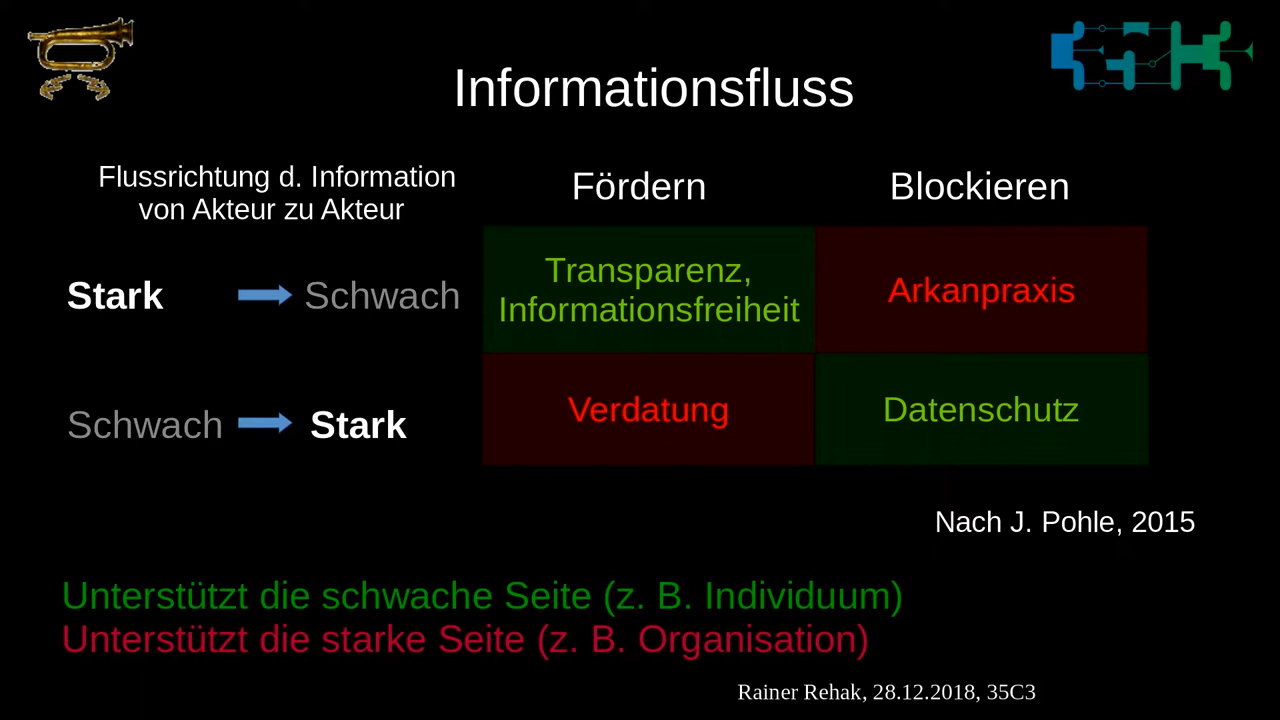 Informationsfluss
Flussrichtung d. Information
von Akteur zu Akteur
Fördern
Blockieren
Stark
Schwach
Transparenz,
Informationsfreiheit
Arkanpraxis
Schwach
Stark
Verdatung
Datenschutz
Nach J. Pohle, 2015
Unterstützt die schwache Seite (z. B. Individuum)
Unterstützt die starke Seite (z. B. Organisation)
Rainer Rehak, 28.12.2018, 35C3